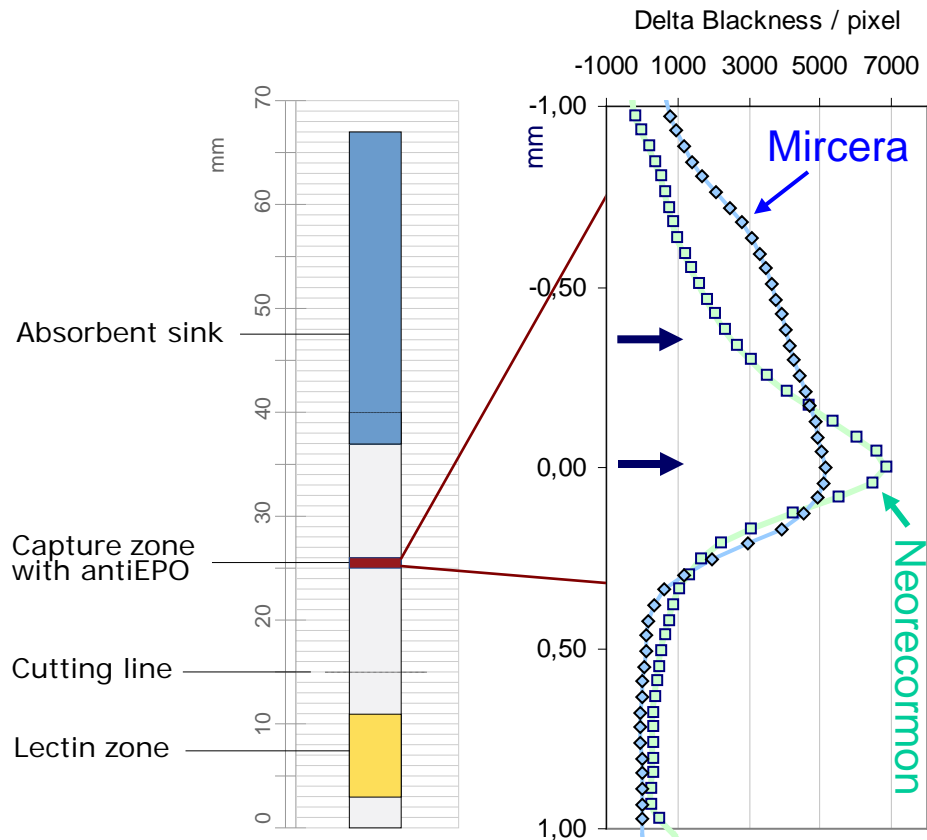 Delta Blackness / pixel
-1000 1000 3000 5000 7000
mm
70
60
50
40
30
20
10
0
Absorbent sink
Capture zone
with antiEPO
Cutting line
Lectin zone
mm
-1,00
-0,50
0,00
0,50
1,00
Mircera
Neorecormon